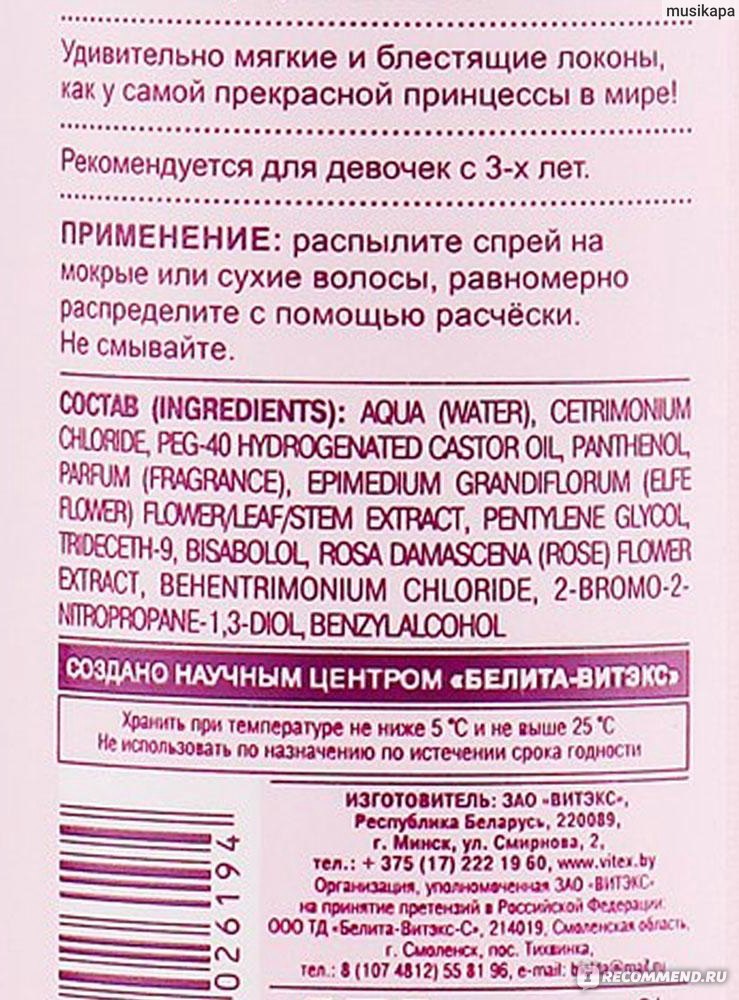 musikapa
Удивительно мягкие и блестящие локоны,
как у самой прекрасной принцессы в мире!
Рекомендуется для девочек с 3-х лет.
ПРИМЕНЕНИЕ: распылите спрей на
мокрые или сухие волосы, равномерно
распределите с помощью расчёски.
Не смывайте.
СОСТАВ (INGREDIENTS): AQUA (WATER), CETRIMONIUM
CHLORIDE, PEG-40 HYDROGENATED CASTOR OIL, PANTHENOL,
PARFUM (FRAGRANCE), EPIMEDIUM GRANDIFLORUM (ELFE
FLOWER) FLOWER/LEAF/STEM EXTRACT, PENTYLENE GLYCOL,
TRIDECETH-9, BISABOLOL, ROSA DAMASCENA (ROSE) FLOWER
EXTRACT, BEHENTRIMONIUM CHLORIDE, 2-BROMO-2-
NITROPROPANE-1,3-DIOL, BENZYLALCOHOL
СОЗДАНО НАУЧНЫМ ЦЕНТРОМ «БЕЛИТА-ВИТЭКС»
Хранить при температуре не ниже 5 °C и не выше 25 °C
Не использовать по назначению по истечении срока годности
ИЗГОТОВИТЕЛЬ: ЗАО «ВИТЭКС»,
Республика Беларусь, 220089,
г. Минск, ул. Смирнова, 2,
тел.: + 375 (17) 222 19 60, www.vitex.by
Организация, уполномоченная ЗАО «ВИТЭКС»
на принятие претензий в Российской Федерации:
ООО ТД «Белита-Витэкс-С», 214019, Смоленская область,
г. Смоленск, пос. Тихвинка,
тел.: 8 (107 4812) 55 81 96, e-mail:
026194
IRECOMMEND.RU